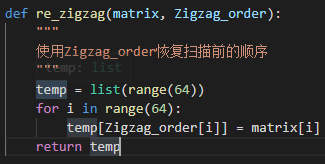 def re_zigzag(matrix, Zigzag_order):
    """
    使用Zigzag_order恢复扫描前的顺序
    """
    temp: list
    temp = list(range(64))
    for i in range(64):
        temp[Zigzag_order[i]] = matrix[i]
    return temp